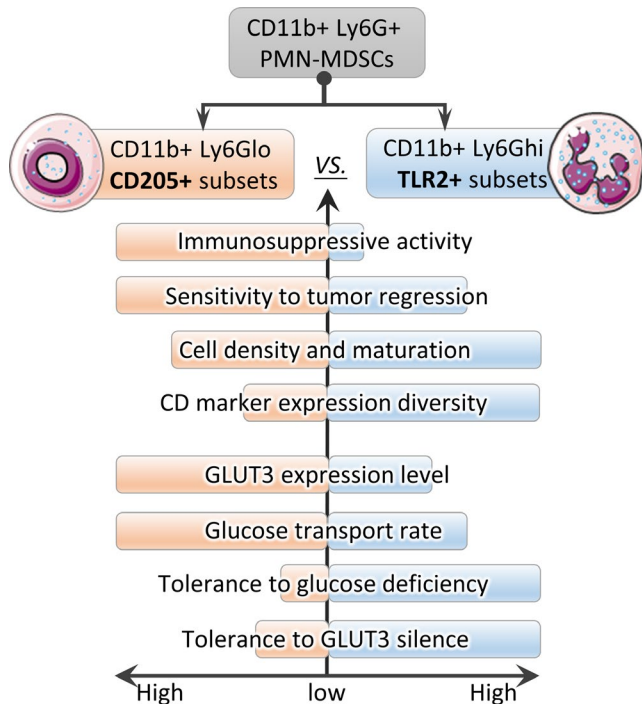 CD11b+ Ly6G+
PMN-MDSCs
CD11b+ Ly6Glo
CD205+ subsets
VS.
CD11b+ Ly6Ghi
TLR2+ subsets
Immunosuppressive activity
Sensitivity to tumor regression
Cell density and maturation
CD marker expression diversity
GLUT3 expression level
Glucose transport rate
Tolerance to glucose deficiency
Tolerance to GLUT3 silence
High low High